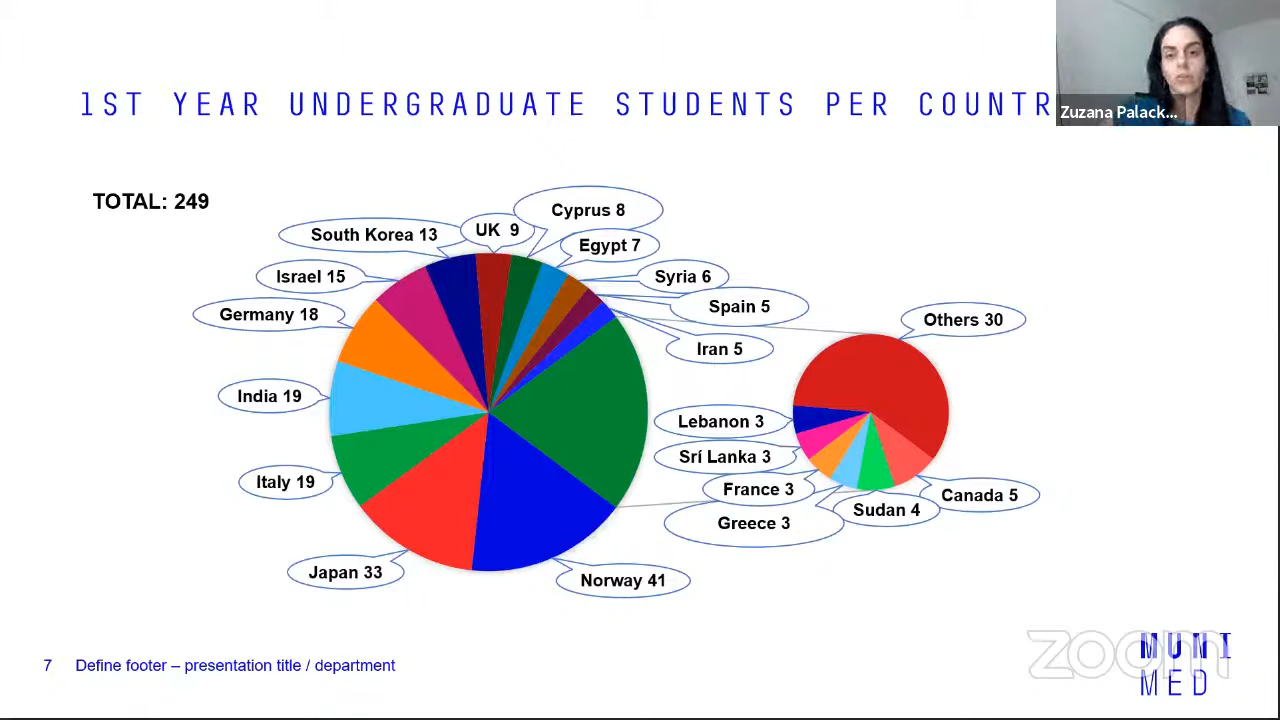 1ST YEAR UNDERGRADUATE STUDENTS PER COUNTR
Zuzana Palack...
TOTAL: 249
Cyprus 8
South Korea 13
UK 9
Egypt 7
Israel 15
Syria 6
Spain 5
Germany 18
Others 30
Iran 5
India 19
Lebanon 3
Srí Lanka 3
Italy 19
France 3
Canada 5
Sudan 4
Greece 3
Japan 33
Norway 41
zoom
MUNI
MED
7 Define footer – presentation title / department